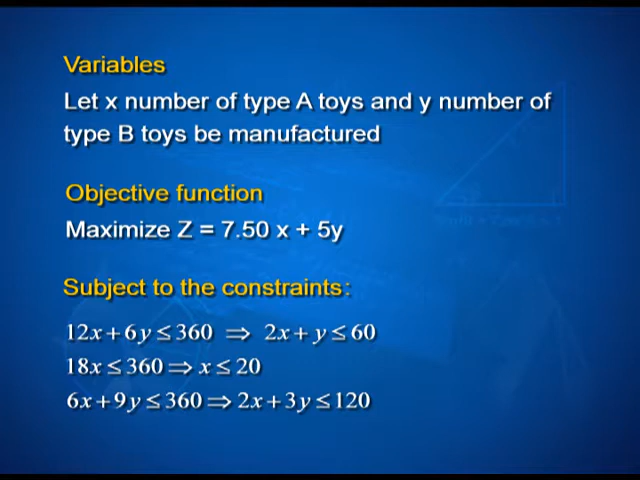 Variables
Let x number of type A toys and y number of
type B toys be manufactured
Objective function
Maximize Z = 7.50 x + 5y
Subject to the constraints:
12x + 6y ≤ 360 ⇒ 2x + y ≤ 60
18x ≤ 360 ⇒ x ≤ 20
6x + 9y ≤ 360 ⇒ 2x + 3y ≤ 120